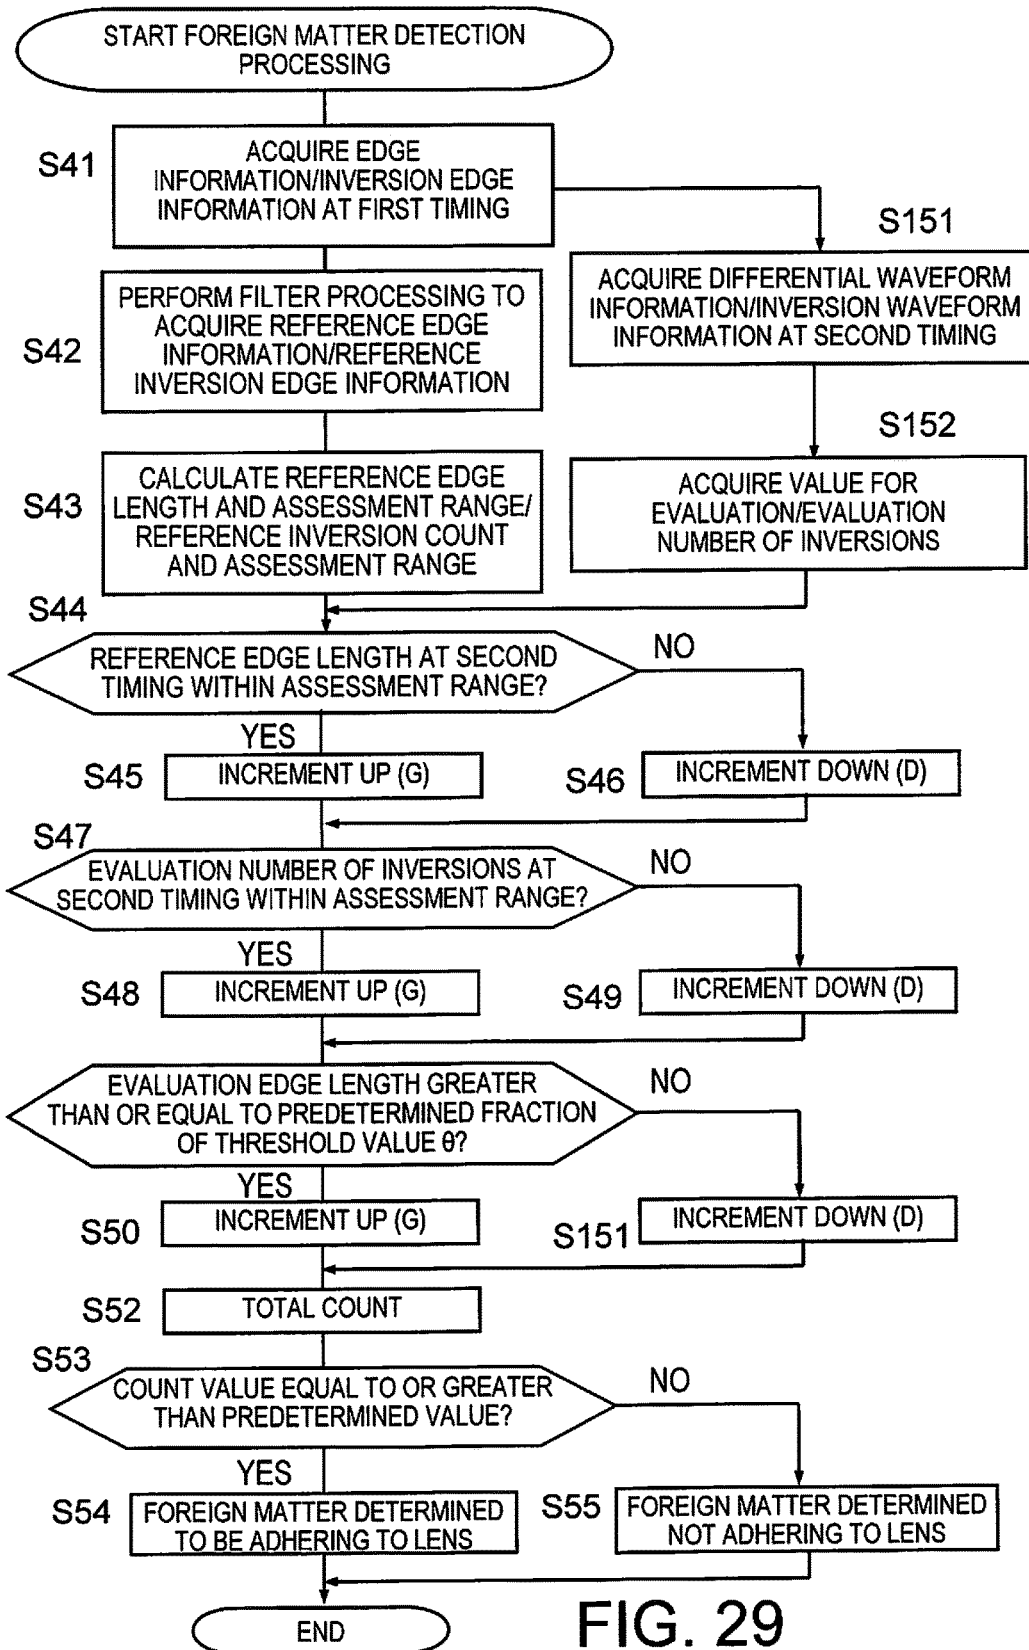 START FOREIGN MATTER DETECTION
PROCESSING
S41
ACQUIRE EDGE
INFORMATION/INVERSION EDGE
INFORMATION AT FIRST TIMING
S151
ACQUIRE DIFFERENTIAL WAVEFORM
INFORMATION/INVERSION WAVEFORM
INFORMATION AT SECOND TIMING
S42
PERFORM FILTER PROCESSING TO
ACQUIRE REFERENCE EDGE
INFORMATION/REFERENCE
INVERSION EDGE INFORMATION
S152
ACQUIRE VALUE FOR
EVALUATION/EVALUATION
NUMBER OF INVERSIONS
S43
CALCULATE REFERENCE EDGE
LENGTH AND ASSESSMENT RANGE/
REFERENCE INVERSION COUNT
AND ASSESSMENT RANGE
S44
REFERENCE EDGE LENGTH AT SECOND
TIMING WITHIN ASSESSMENT RANGE?
NO
YES
S45
INCREMENT UP (G)
S46
INCREMENT DOWN (D)
S47
EVALUATION NUMBER OF INVERSIONS AT
SECOND TIMING WITHIN ASSESSMENT RANGE?
NO
YES
S48
INCREMENT UP (G)
S49
INCREMENT DOWN (D)
EVALUATION EDGE LENGTH GREATER
THAN OR EQUAL TO PREDETERMINED FRACTION
OF THRESHOLD VALUE θ?
NO
YES
S50
INCREMENT UP (G)
S151
INCREMENT DOWN (D)
S52
TOTAL COUNT
S53
COUNT VALUE EQUAL TO OR GREATER
THAN PREDETERMINED VALUE?
NO
YES
S54
FOREIGN MATTER DETERMINED
TO BE ADHERING TO LENS
S55
FOREIGN MATTER DETERMINED
NOT ADHERING TO LENS
END
FIG. 29